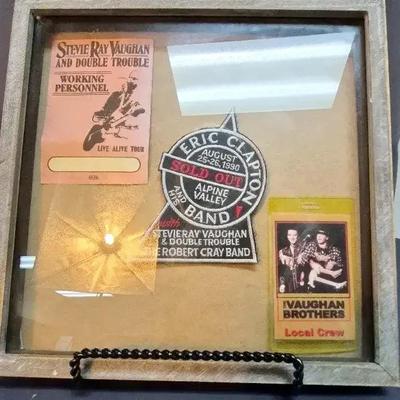 STEVIE RAY VAUGHAN
AND DOUBLE TROUBLE
WORKING
PERSONNEL
LIVE ALIVE TOUR
ERIC CLAPTON
AUGUST
25-26, 1990
SOLD OUT
ALPINE
VALLEY
AND HIS
BAND
with
STEVIE RAY VAUGHAN
& DOUBLE TROUBLE
THE ROBERT CRAY BAND
THE VAUGHAN
BROTHERS
Local Crew